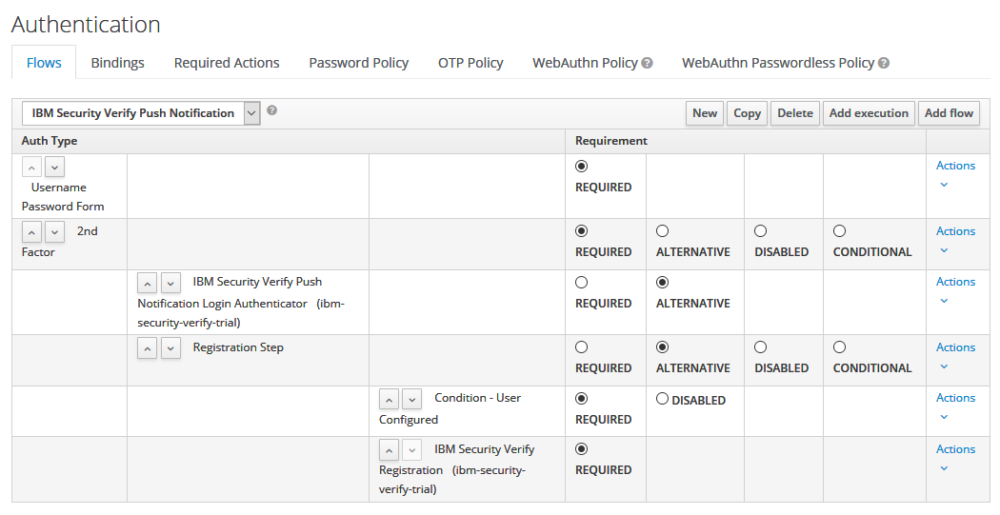 Authentication
Flows Bindings Required Actions Password Policy OTP Policy WebAuthn Policy ? WebAuthn Passwordless Policy ?
IBM Security Verify Push Notification ? New Copy Delete Add execution Add flow
Auth Type Requirement
Actions
Username
Password Form
REQUIRED
2nd
Factor
REQUIRED ALTERNATIVE DISABLED CONDITIONAL
Actions
IBM Security Verify Push
Notification Login Authenticator (ibm-
security-verify-trial)
REQUIRED ALTERNATIVE
Actions
Registration Step
REQUIRED ALTERNATIVE DISABLED CONDITIONAL
Actions
Condition - User
Configured
REQUIRED DISABLED
Actions
IBM Security Verify
Registration (ibm-security-
verify-trial)
REQUIRED
Actions